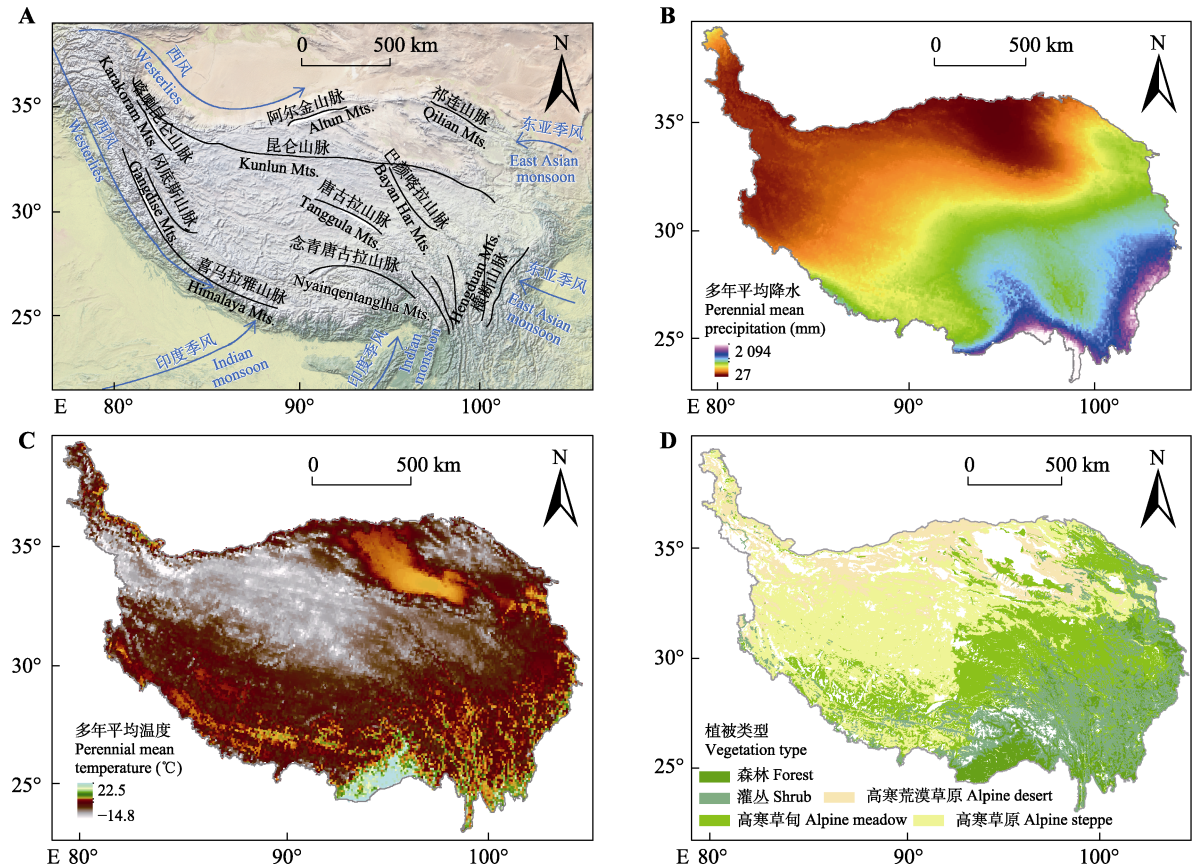 A
0 500 km
N
西风
Westerlies
喀喇昆仑山脉
Karakoram Mts.
阿尔金山脉
Altun Mts.
祁连山脉
Qilian Mts.
35°
西风
Westerlies
东亚季风
East Asian
monsoon
昆仑山脉
Kunlun Mts.
冈底斯山脉
Gangdise Mts.
巴颜喀拉山脉
Bayan Har Mts.
唐古拉山脉
Tanggula Mts.
30°
念青唐古拉山脉
Nyainqentanglha Mts.
喜马拉雅山脉
Himalaya Mts.
Hengduan Mts.
横断山脉
东亚季风
East Asian
monsoon
25°
印度季风
Indian
monsoon
印度季风
Indian
monsoon
E 80° 90° 100°
B
0 500 km
N
35°
30°
25°
多年平均降水
Perennial mean
precipitation (mm)
2 094
27
E 80° 90° 100°
C
0 500 km
N
35°
30°
25°
多年平均温度
Perennial mean
temperature (℃)
22.5
−14.8
E 80° 90° 100°
D
0 500 km
N
35°
30°
25°
植被类型
Vegetation type
森林 Forest
灌丛 Shrub 高寒荒漠草原 Alpine desert
高寒草甸 Alpine meadow 高寒草原 Alpine steppe
E 80° 90° 100°